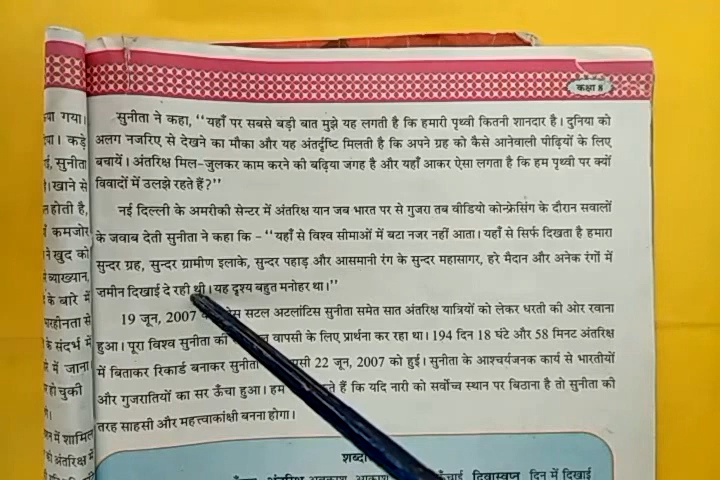 कक्षा 8
सुनीता ने कहा, “यहाँ पर सबसे बड़ी बात मुझे यह लगती है कि हमारी पृथ्वी कितनी शानदार है। दुनिया को
अलग नजरिए से देखने का मौका और यह अंतर्दृष्टि मिलती है कि अपने ग्रह को कैसे आनेवाली पीढ़ियों के लिए
बचायें। अंतरिक्ष मिल-जुलकर काम करने की बढ़िया जगह है और यहाँ आकर ऐसा लगता है कि हम पृथ्वी पर क्यों
विवादों में उलझे रहते हैं?”
नई दिल्ली के अमरीकी सेन्टर में अंतरिक्ष यान जब भारत पर से गुजरा तब वीडियो कोन्फ्रेसिंग के दौरान सवालों
के जवाब देती सुनीता ने कहा कि – “यहाँ से विश्व सीमाओं में बटा नजर नहीं आता। यहाँ से सिर्फ दिखता है हमारा
सुन्दर ग्रह, सुन्दर ग्रामीण इलाके, सुन्दर पहाड़ और आसमानी रंग के सुन्दर महासागर, हरे मैदान और अनेक रंगों में
जमीन दिखाई दे रही थी। यह दृश्य बहुत मनोहर था।”
19 जून, 2007 सटल अटलांटिस सुनीता समेत सात अंतरिक्ष यात्रियों को लेकर धरती की ओर रवाना
हुआ। पूरा विश्व सुनीता की वापसी के लिए प्रार्थना कर रहा था। 194 दिन 18 घंटे और 58 मिनट अंतरिक्ष
में बिताकर रिकार्ड बनाकर सुनीता 22 जून, 2007 को हुई। सुनीता के आश्चर्यजनक कार्य से भारतीयों
और गुजरातियों का सर ऊँचा हुआ। हम हैं कि यदि नारी को सर्वोच्च स्थान पर बिठाना है तो सुनीता की
तरह साहसी और महत्त्वाकांक्षी बनना होगा।
अंतरिक्ष अवकाश, आकाश दिवास्वप्न दिन में दिखाई